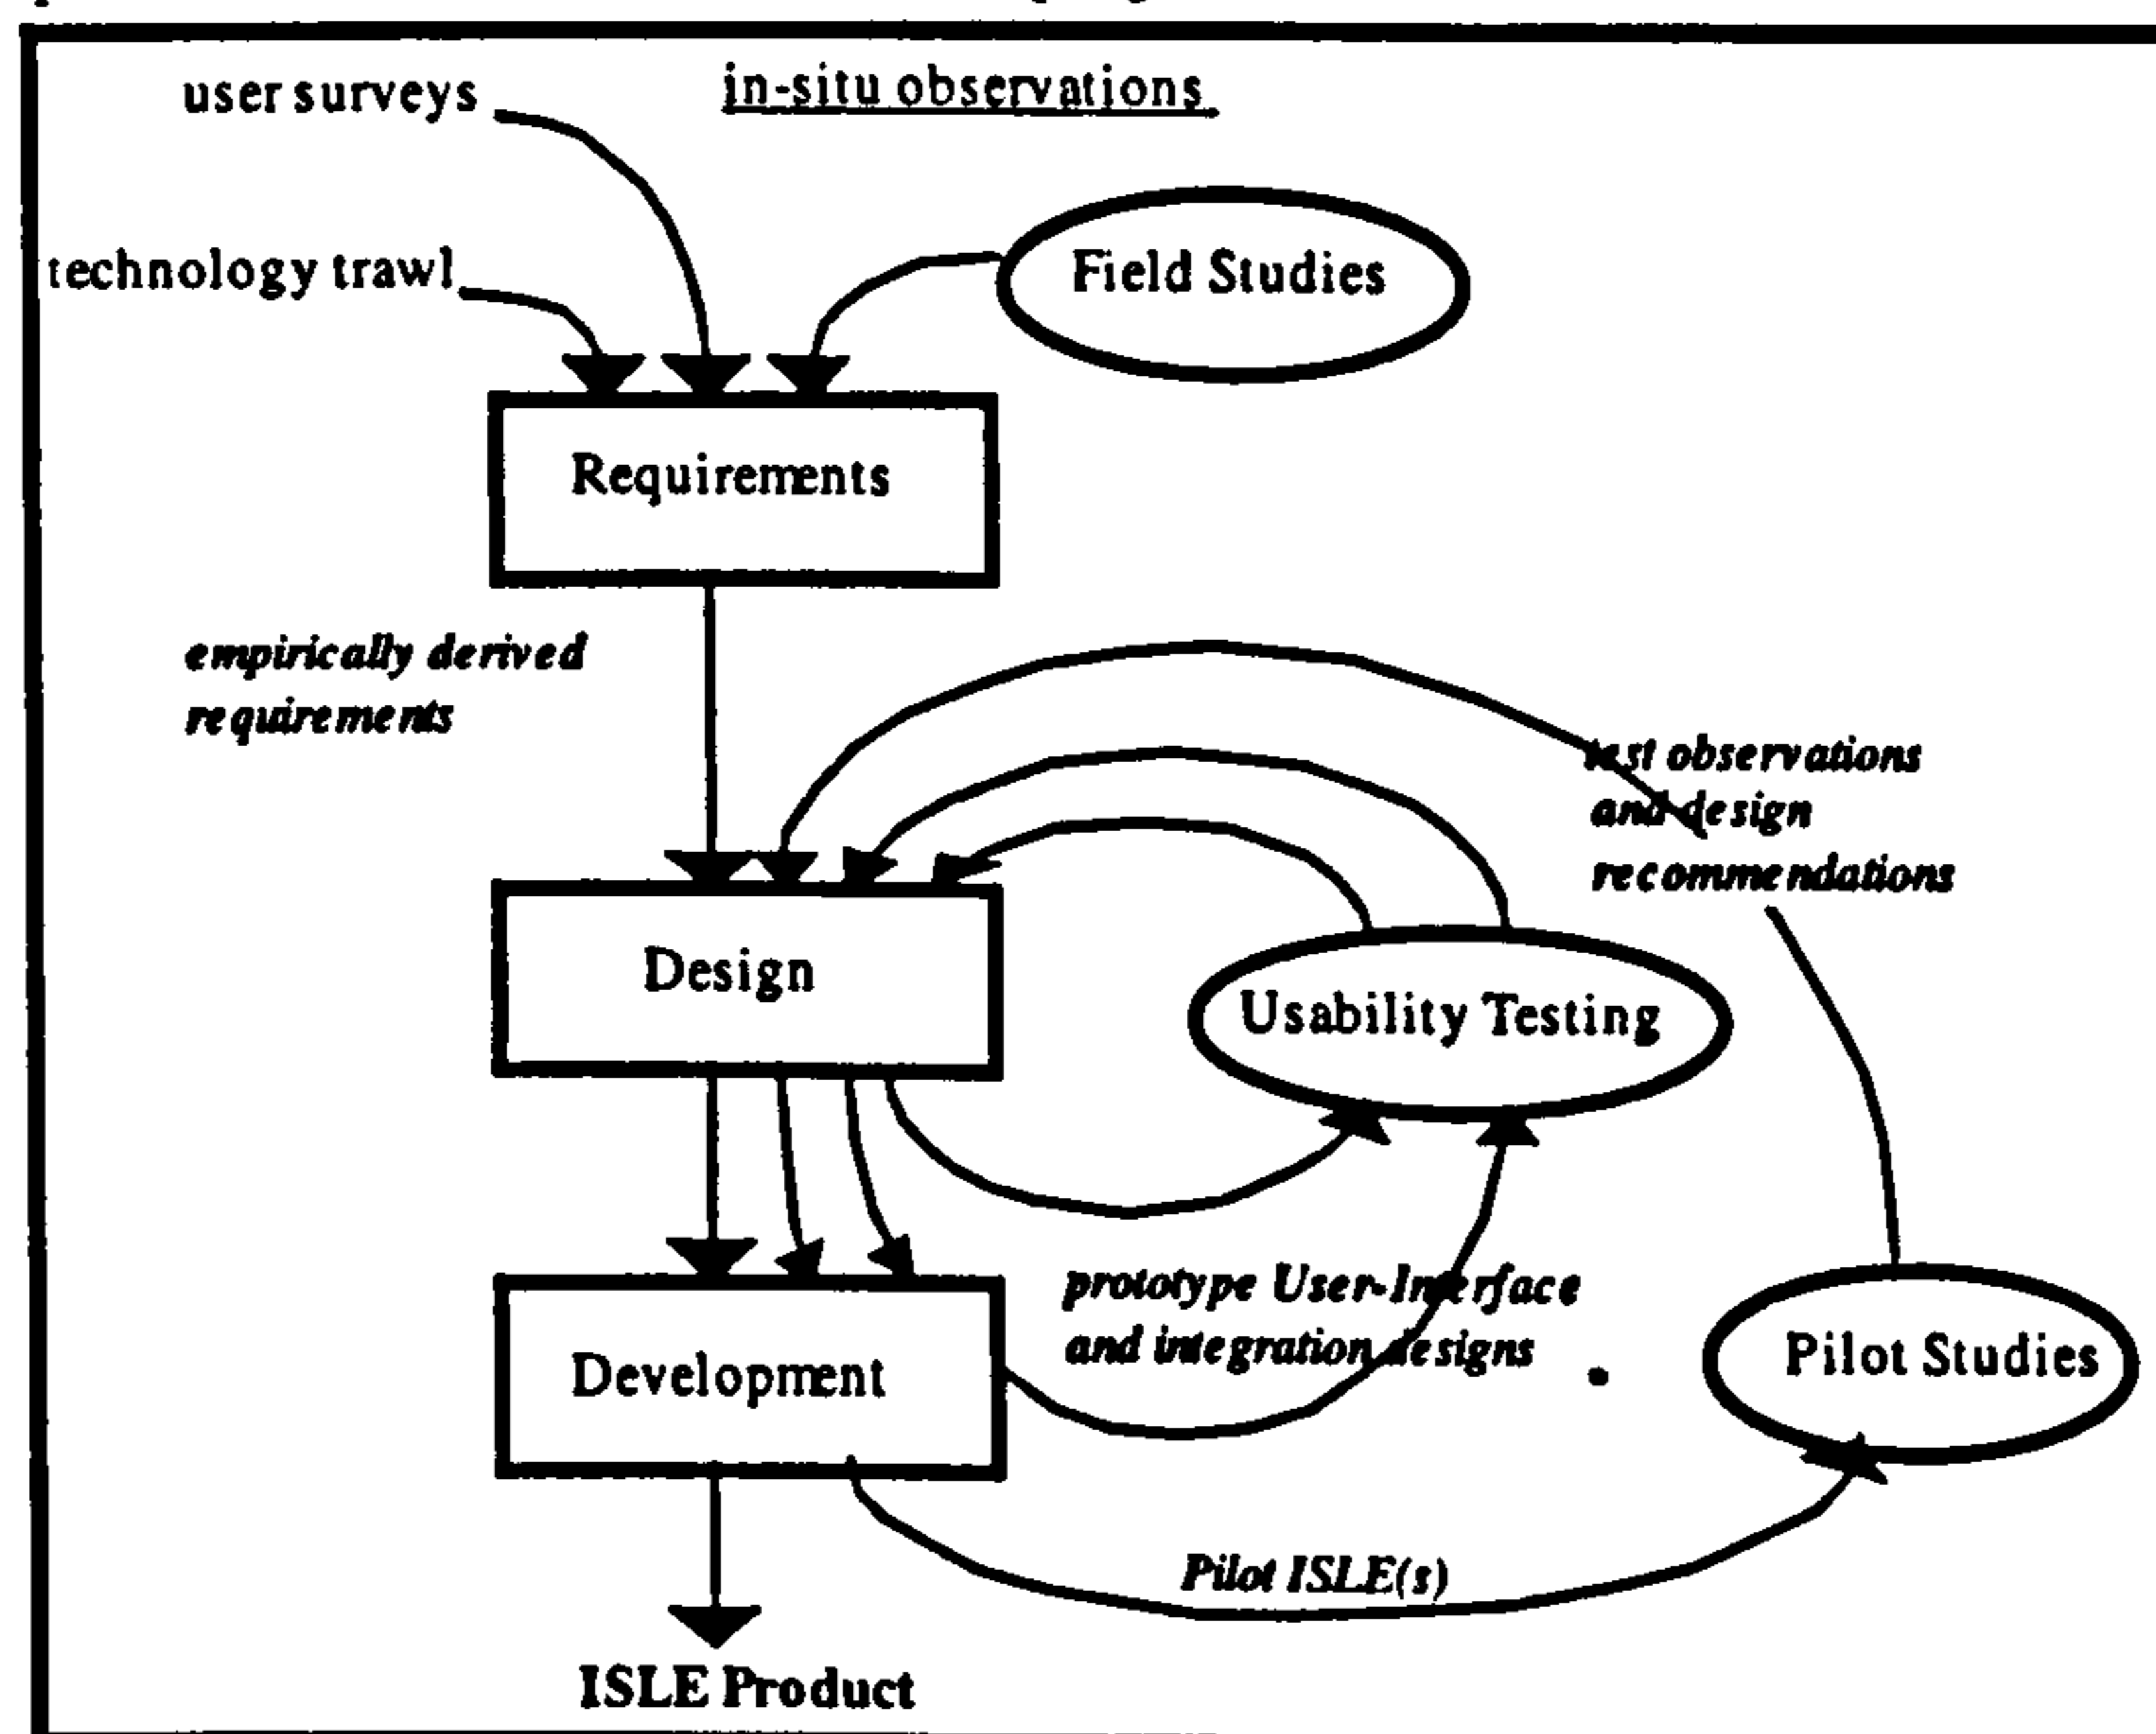 user surveys
in-situ observations
technology trawl
Field Studies
Requirements
empirically derived
requirements
test observations
and design
recommendations
Design
Usability Testing
prototype User-Interface
and integration designs
Development
Pilot Studies
Pilot ISLE(s)
ISLE Product